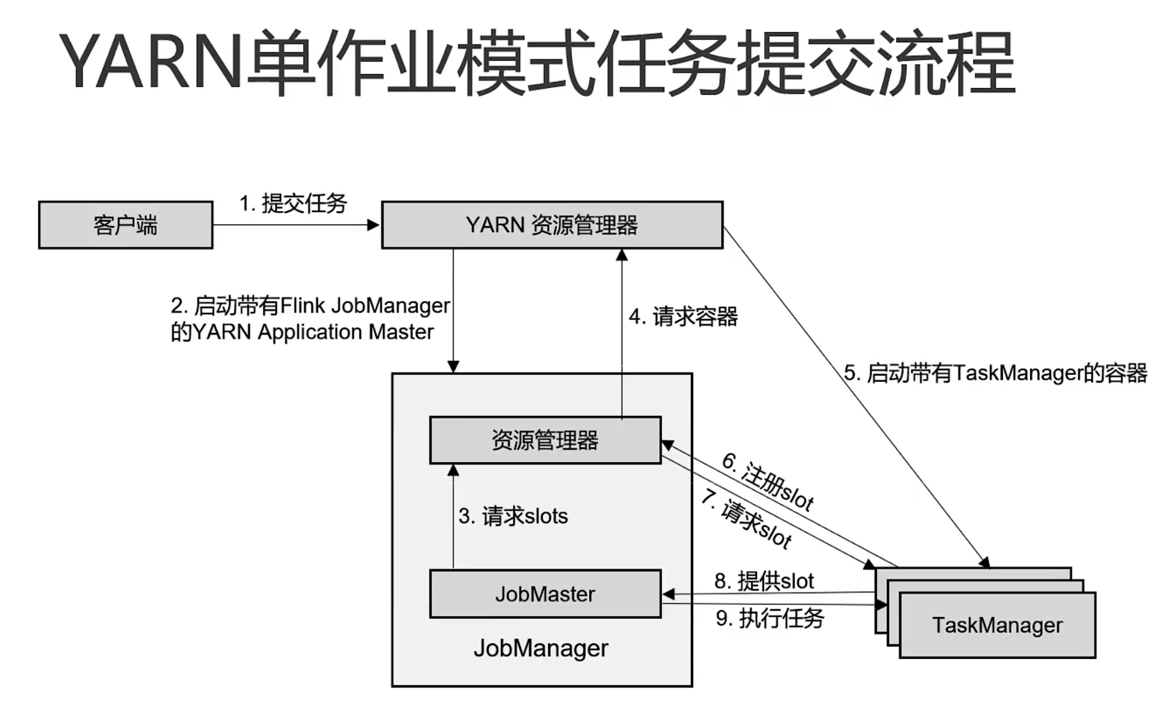 YARN单作业模式任务提交流程
1. 提交任务
客户端
YARN 资源管理器
2. 启动带有Flink JobManager
的YARN Application Master
4. 请求容器
5. 启动带有TaskManager的容器
资源管理器
6. 注册slot
7. 请求slot
3. 请求slots
8. 提供slot
JobMaster
9. 执行任务
TaskManager
JobManager